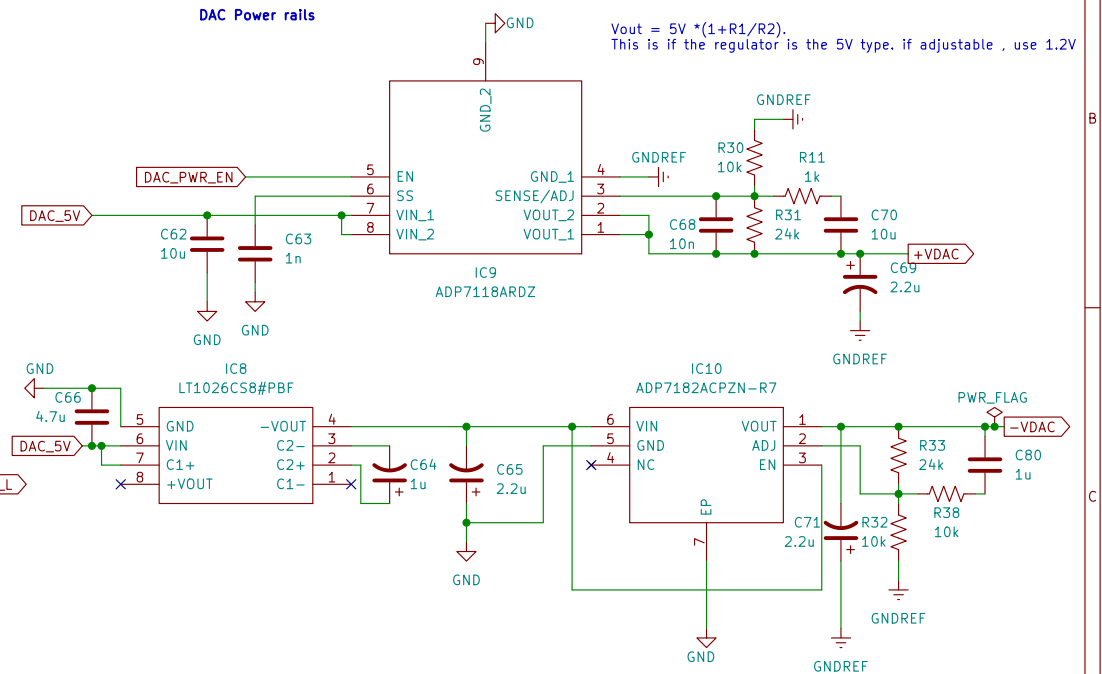 DAC Power rails
Vout = 5V *(1+R1/R2).
This is if the regulator is the 5V type. if adjustable , use 1.2V
GND
9
GND_2
GNDREF
B
R30
10k
R11
1k
GNDREF
DAC_PWR_EN
5
EN
GND_1
4
6
SS
SENSE/ADJ
3
DAC_5V
7
VIN_1
VOUT_2
2
8
VIN_2
VOUT_1
1
C62
10u
C63
1n
C68
10n
R31
24k
C70
10u
+VDAC
C69
2.2u
IC9
ADP7118ARDZ
GND
GND
GNDREF
GND
C66
4.7u
IC8
LT1026CS8#PBF
DAC_5V
5
GND
-VOUT
4
6
VIN
C2-
3
7
C1+
C2+
2
8
+VOUT
C1-
1
_L
C64
1u
C65
2.2u
GND
IC10
ADP7182ACPZN-R7
6
VIN
VOUT
1
5
GND
ADJ
2
4
NC
EN
3
EP
7
GND
PWR_FLAG
-VDAC
R33
24k
C80
1u
R38
10k
C71
2.2u
R32
10k
GNDREF
GNDREF
C